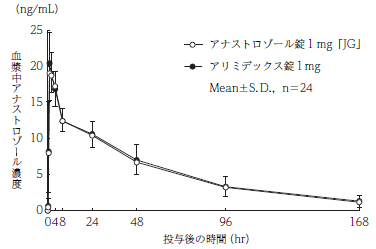 (ng/mL)
25
20
15
10
5
0
血漿中アナストロゾール濃度
アナストロゾール錠1mg「JG」
アリミデックス錠1mg
Mean±S.D., n=24
048 24 48 96 168
投与後の時間(hr)